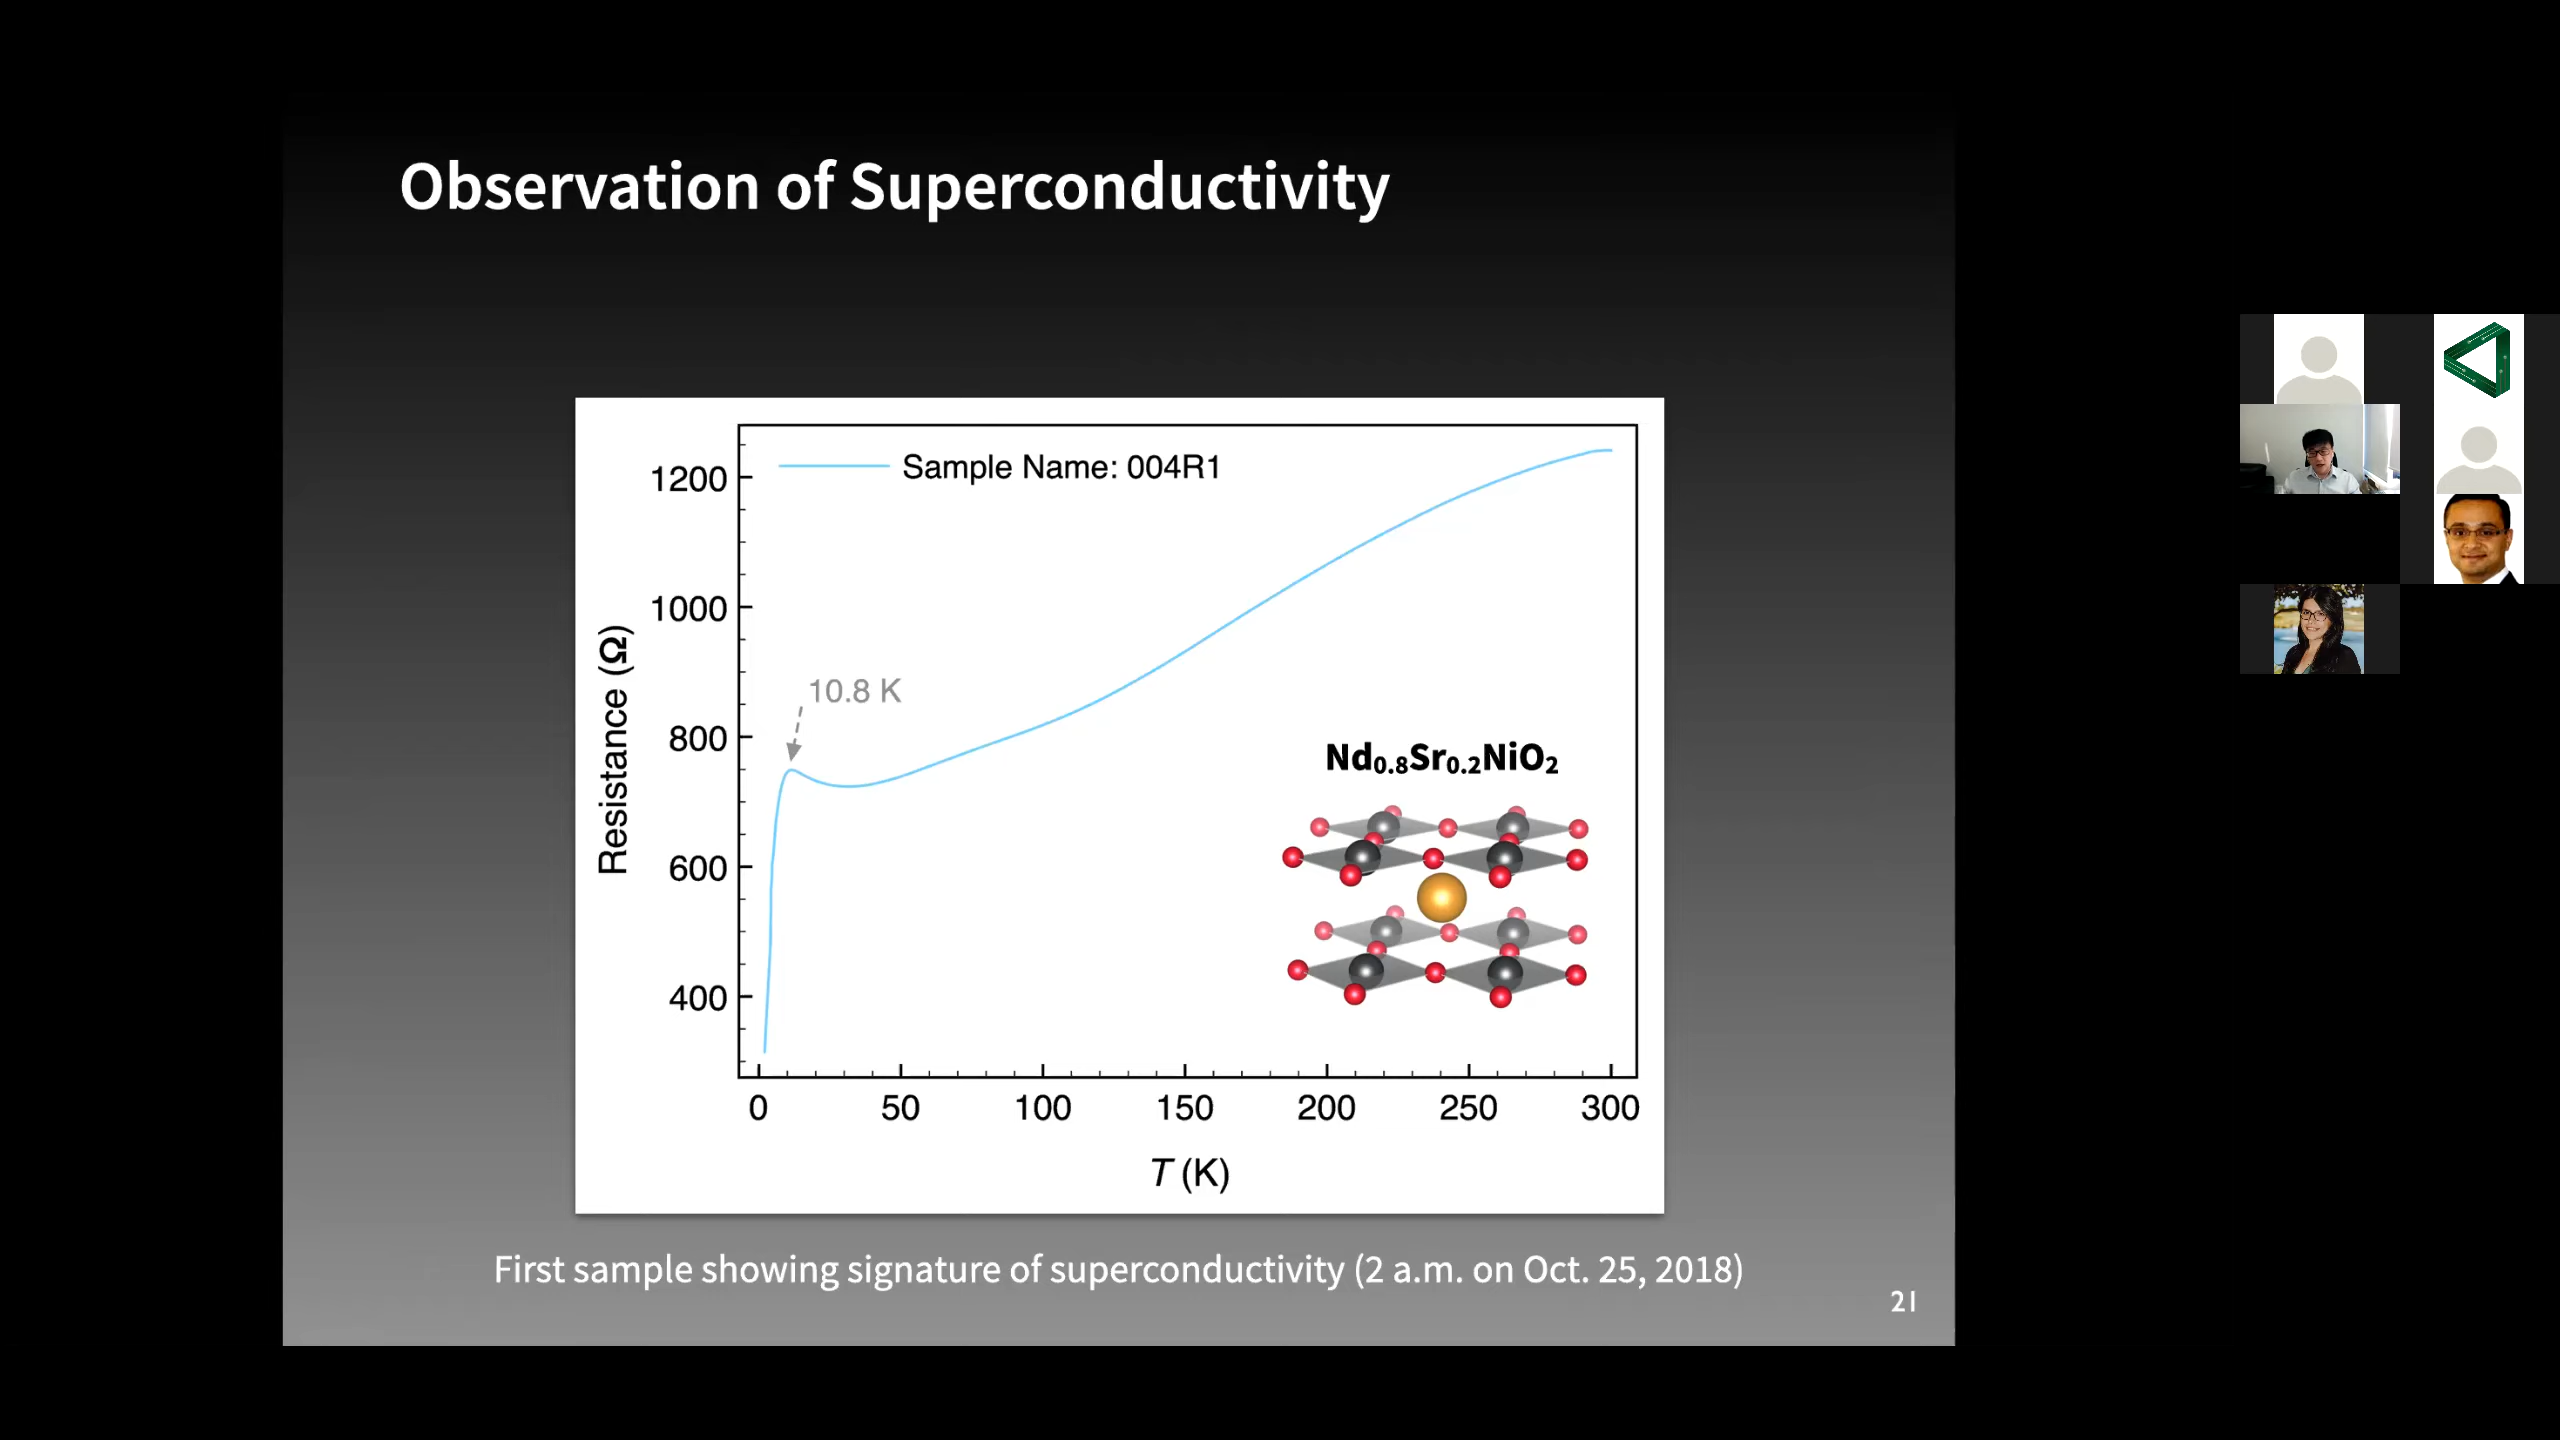 Observation of Superconductivity
Sample Name: 004R1
1200
1000
800
600
400
Resistance (Ω)
10.8 K
Nd₀.₈Sr₀.₂NiO₂
0 50 100 150 200 250 300
T (K)
First sample showing signature of superconductivity (2 a.m. on Oct. 25, 2018)
21